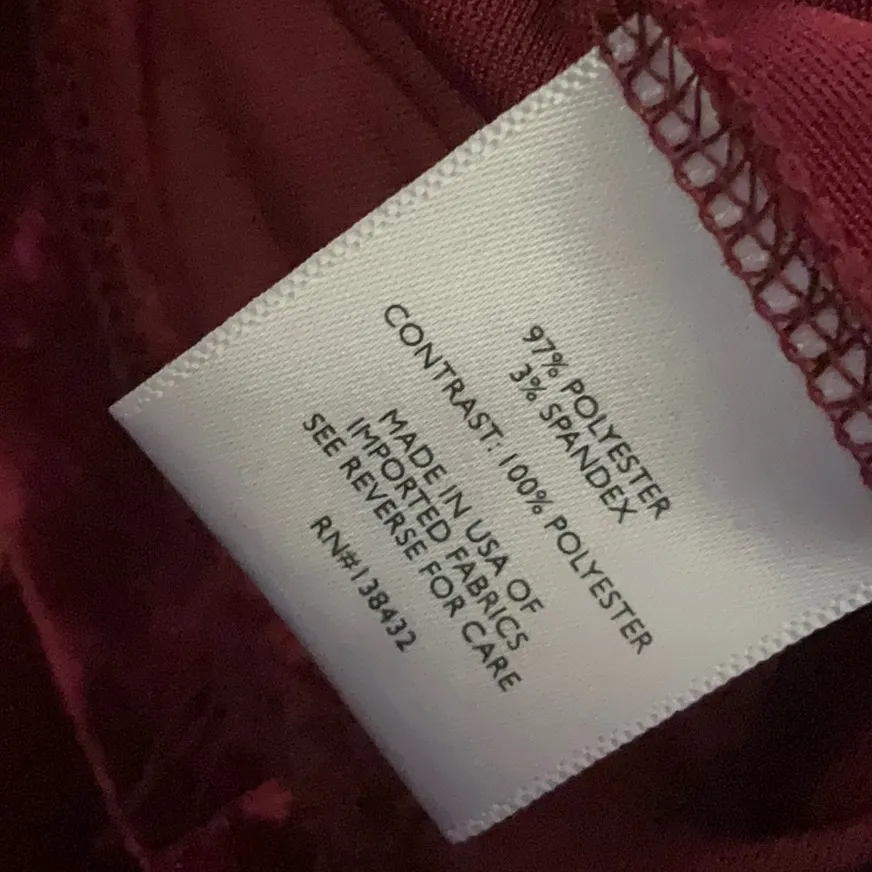 97% POLYESTER
3% SPANDEX
CONTRAST: 100% POLYESTER
MADE IN USA OF
IMPORTED FABRICS
SEE REVERSE FOR CARE
RN#138432